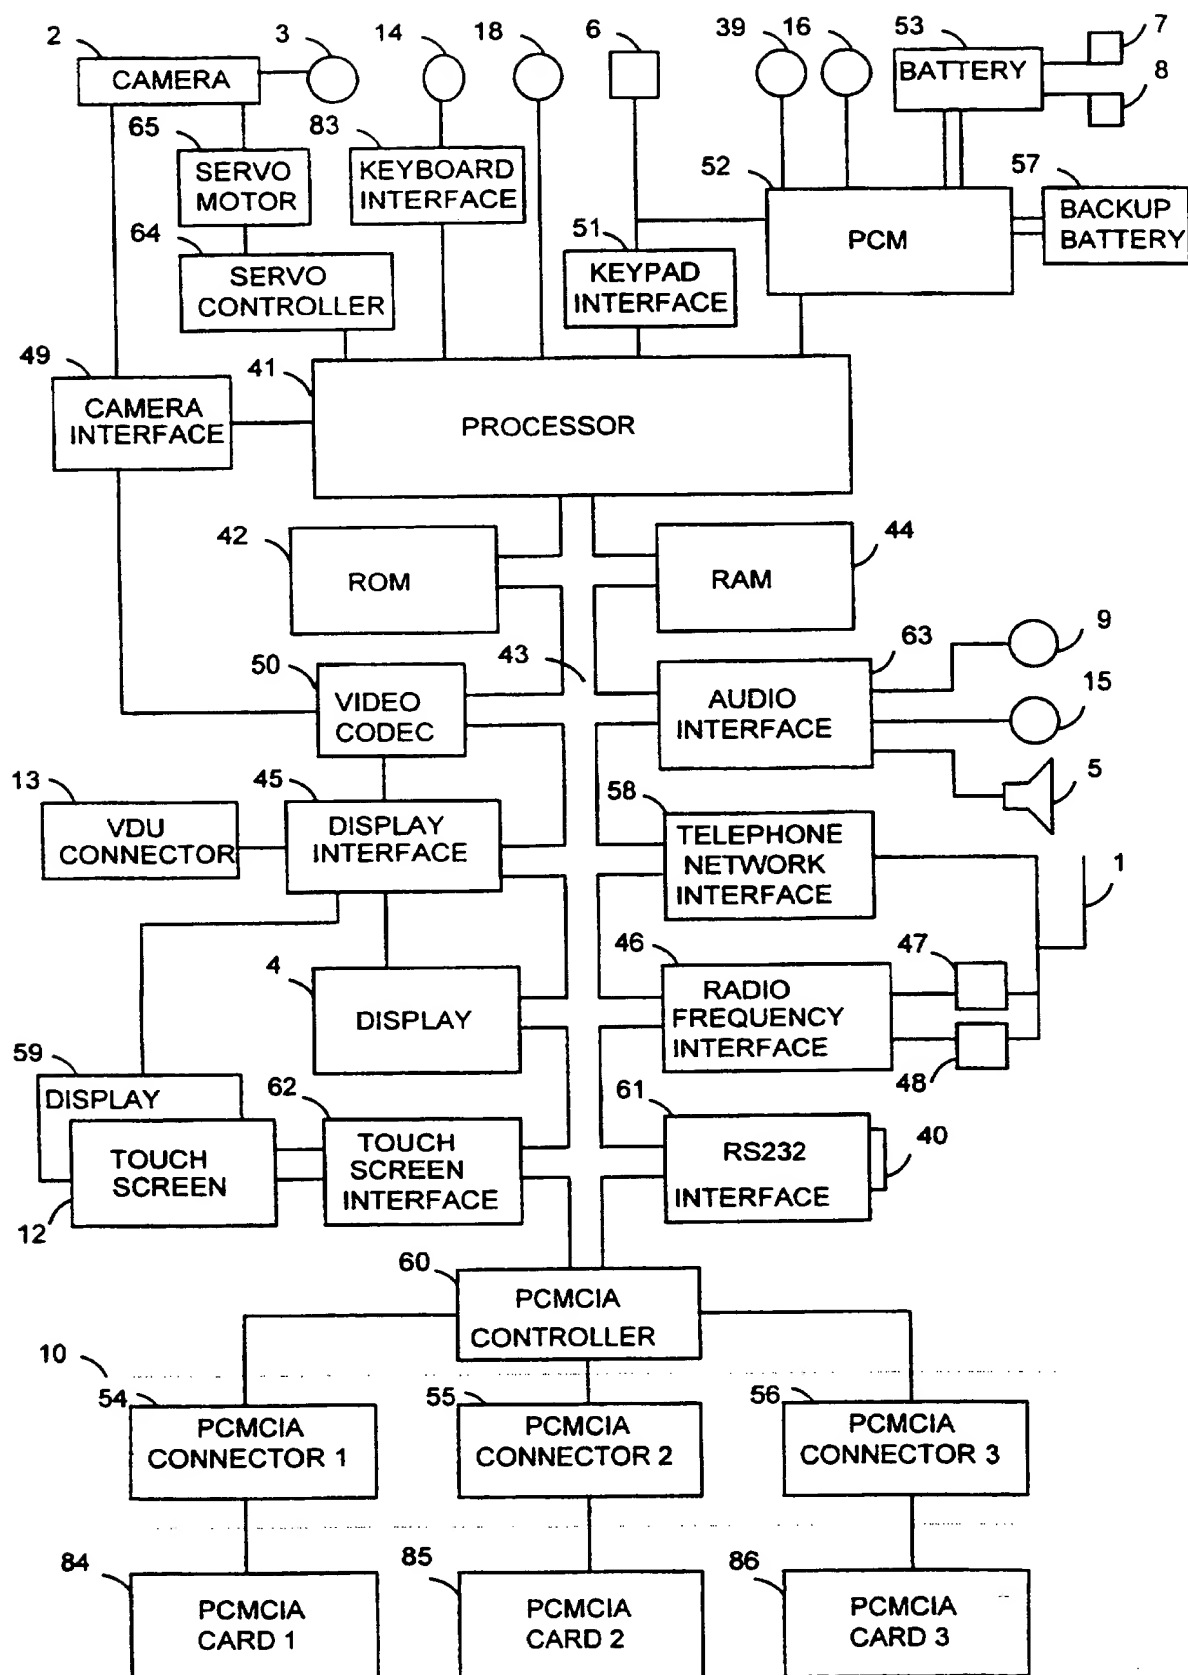 2
3
14
18
6
39
16
53
7
CAMERA
BATTERY
8
65
83
SERVO
MOTOR
KEYBOARD
INTERFACE
52
57
PCM
BACKUP
BATTERY
64
51
SERVO
CONTROLLER
KEYPAD
INTERFACE
49
41
CAMERA
INTERFACE
PROCESSOR
42
44
ROM
RAM
43
63
9
50
VIDEO
CODEC
AUDIO
INTERFACE
15
13
45
58
5
VDU
CONNECTOR
DISPLAY
INTERFACE
TELEPHONE
NETWORK
INTERFACE
1
4
46
47
DISPLAY
RADIO
FREQUENCY
INTERFACE
59
48
DISPLAY
62
61
TOUCH
SCREEN
TOUCH
SCREEN
INTERFACE
RS232
INTERFACE
40
12
60
PCMCIA
CONTROLLER
10
54
55
56
PCMCIA
CONNECTOR 1
PCMCIA
CONNECTOR 2
PCMCIA
CONNECTOR 3
84
85
86
PCMCIA
CARD 1
PCMCIA
CARD 2
PCMCIA
CARD 3